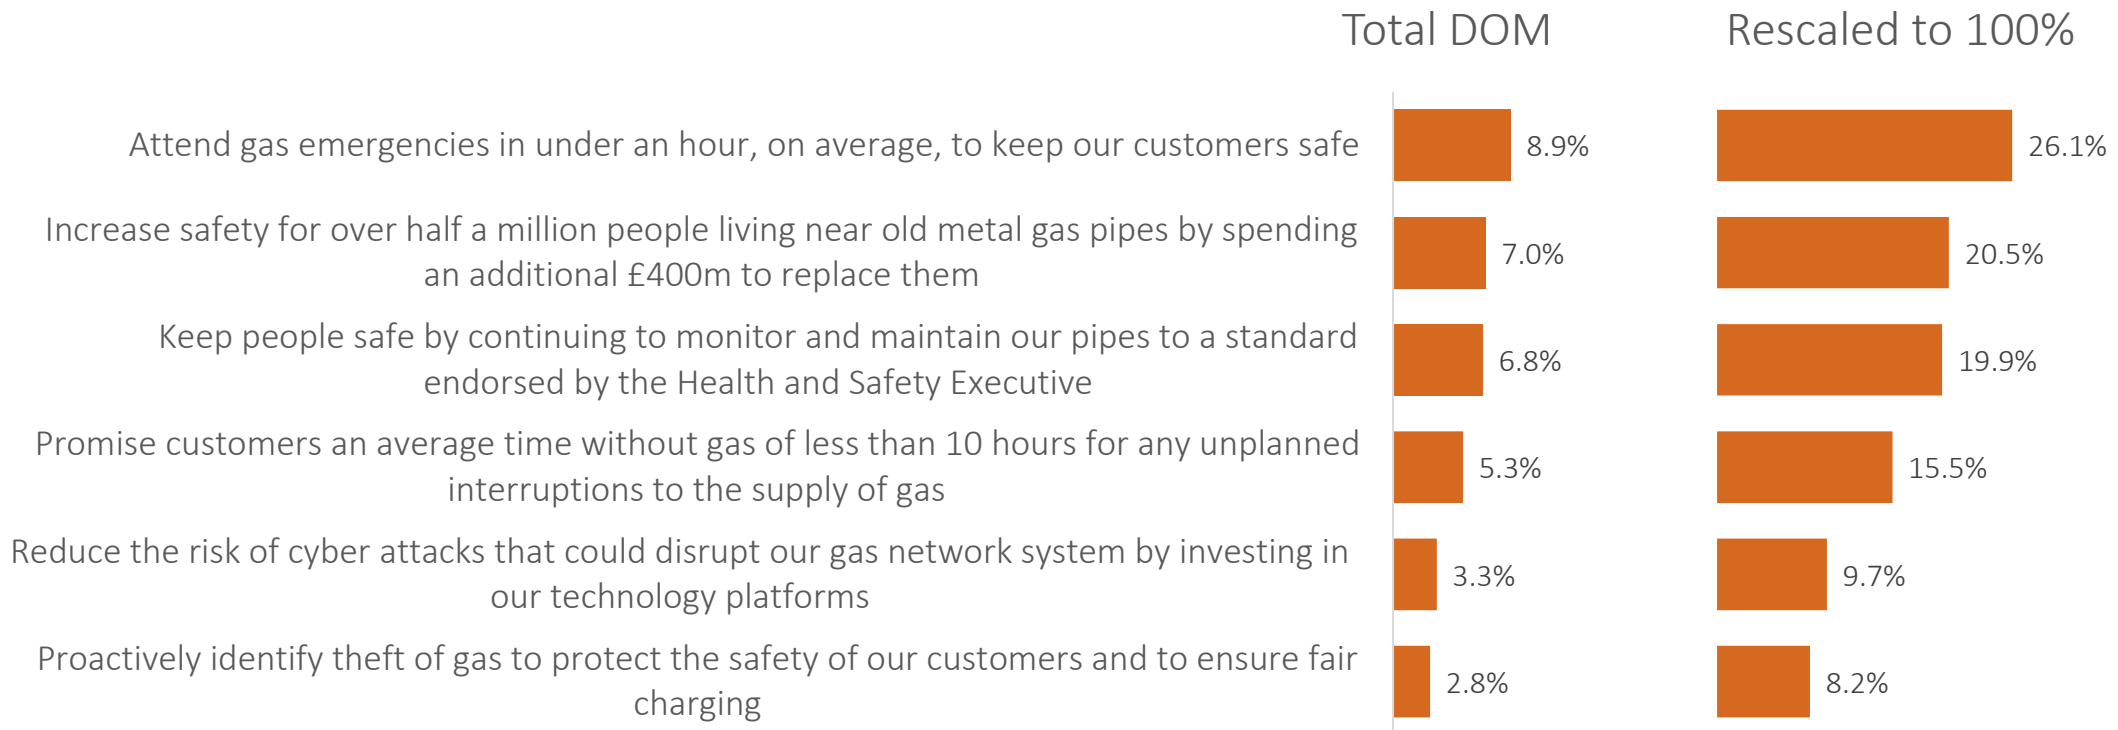 Total DOM
Rescaled to 100%
Attend gas emergencies in under an hour, on average, to keep our customers safe
8.9%
26.1%
Increase safety for over half a million people living near old metal gas pipes by spending
an additional £400m to replace them
7.0%
20.5%
Keep people safe by continuing to monitor and maintain our pipes to a standard
endorsed by the Health and Safety Executive
6.8%
19.9%
Promise customers an average time without gas of less than 10 hours for any unplanned
interruptions to the supply of gas
5.3%
15.5%
Reduce the risk of cyber attacks that could disrupt our gas network system by investing in
our technology platforms
3.3%
9.7%
Proactively identify theft of gas to protect the safety of our customers and to ensure fair
charging
2.8%
8.2%